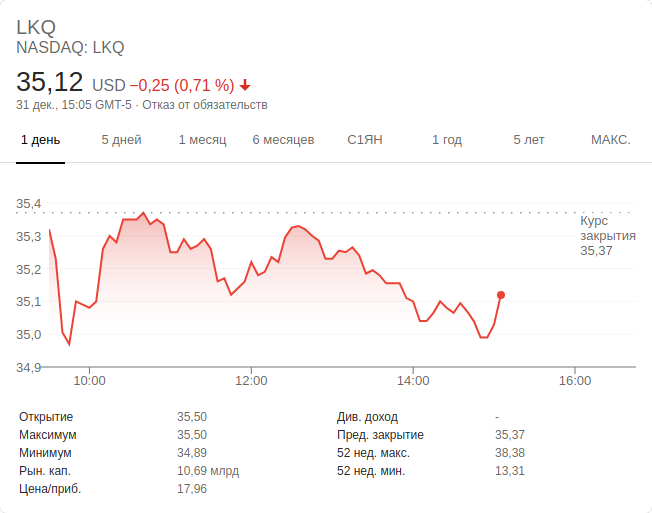 LKQ
NASDAQ: LKQ
35,12 USD −0,25 (0,71 %)
31 дек., 15:05 GMT-5 · Отказ от обязательств
1 день 5 дней 1 месяц 6 месяцев С1ЯН 1 год 5 лет МАКС.
35,4
Курс
закрытия
35,37
35,3
35,2
35,1
35,0
34,9
10:00 12:00 14:00 16:00
Открытие 35,50 Див. доход -
Максимум 35,50 Пред. закрытие 35,37
Минимум 34,89 52 нед. макс. 38,38
Рын. кап. 10,69 млрд 52 нед. мин. 13,31
Цена/приб. 17,96